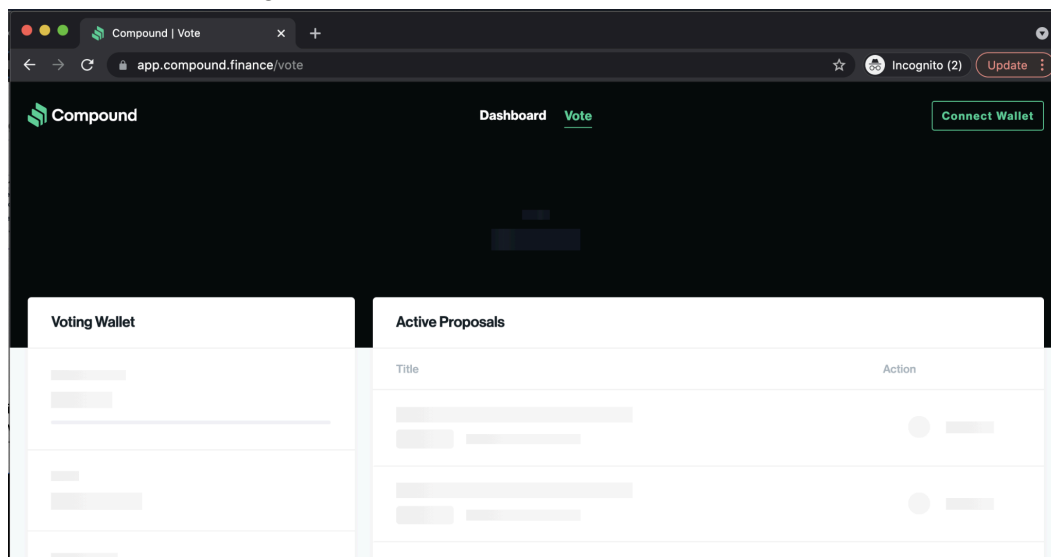 Compound | Vote
app.compound.finance/vote
Incognito (2)
Update
Compound
Dashboard
Vote
Connect Wallet
Voting Wallet
Active Proposals
Title
Action